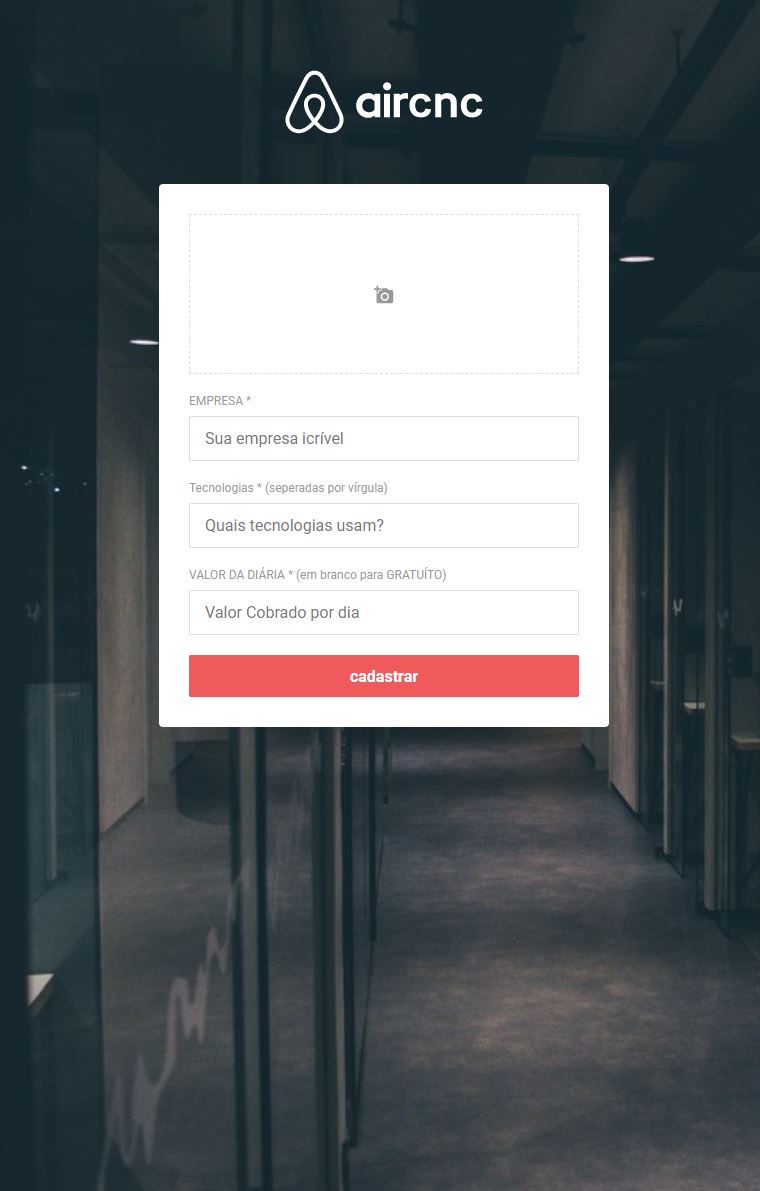 aircnc
EMPRESA *
Sua empresa icrível
Tecnologias * (seperadas por vírgula)
Quais tecnologias usam?
VALOR DA DIÁRIA * (em branco para GRATUÍTO)
Valor Cobrado por dia
cadastrar